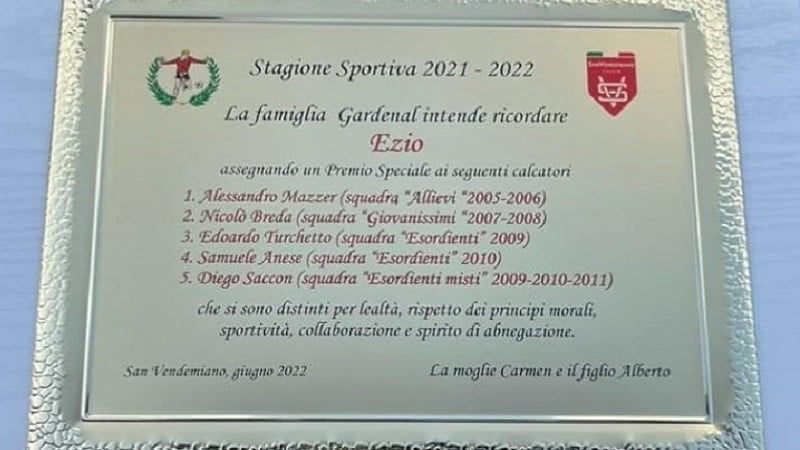 Stagione Sportiva 2021 - 2022
La famiglia Gardenal intende ricordare
Ezio
assegnando un Premio Speciale ai seguenti calcatori
1. Alessandro Mazzer (squadra "Allievi "2005-2006)
2. Nicolò Breda (squadra "Giovanissimi "2007-2008)
3. Edoardo Turchetto (squadra "Esordienti" 2009)
4. Samuele Anese (squadra "Esordienti" 2010)
5. Diego Saccon (squadra "Esordienti misti" 2009-2010-2011)
che si sono distinti per lealtà, rispetto dei principi morali,
sportività, collaborazione e spirito di abnegazione.
San Vendemiano, giugno 2022
La moglie Carmen e il figlio Alberto